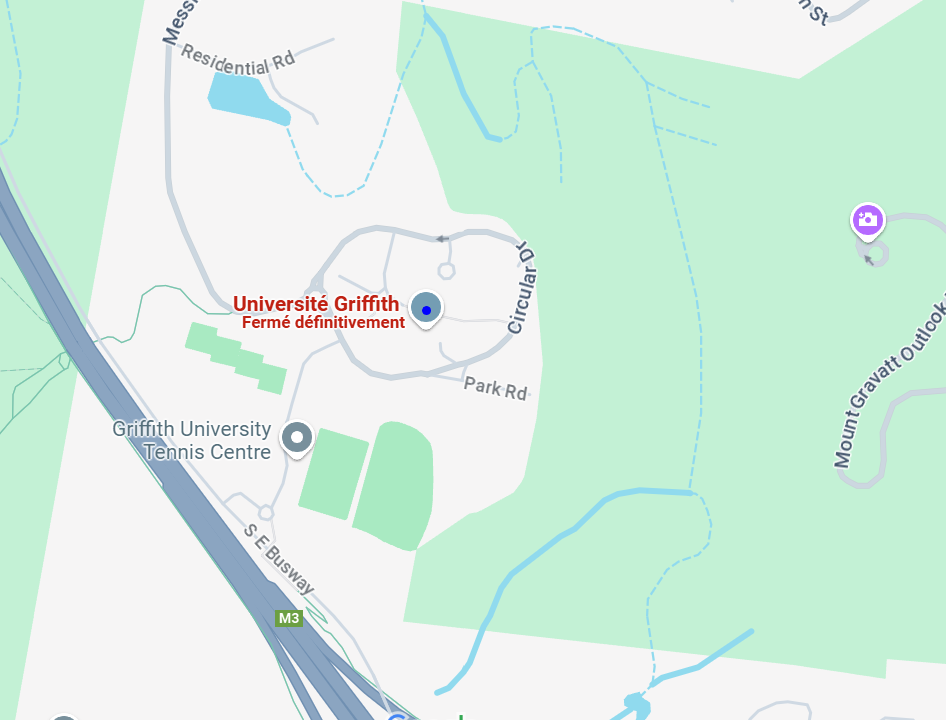 Messi
Residential Rd
Circular Dr
Université Griffith
Fermé définitivement
Park Rd
Mount Gravatt Outlook
Griffith University
Tennis Centre
S E Busway
M3